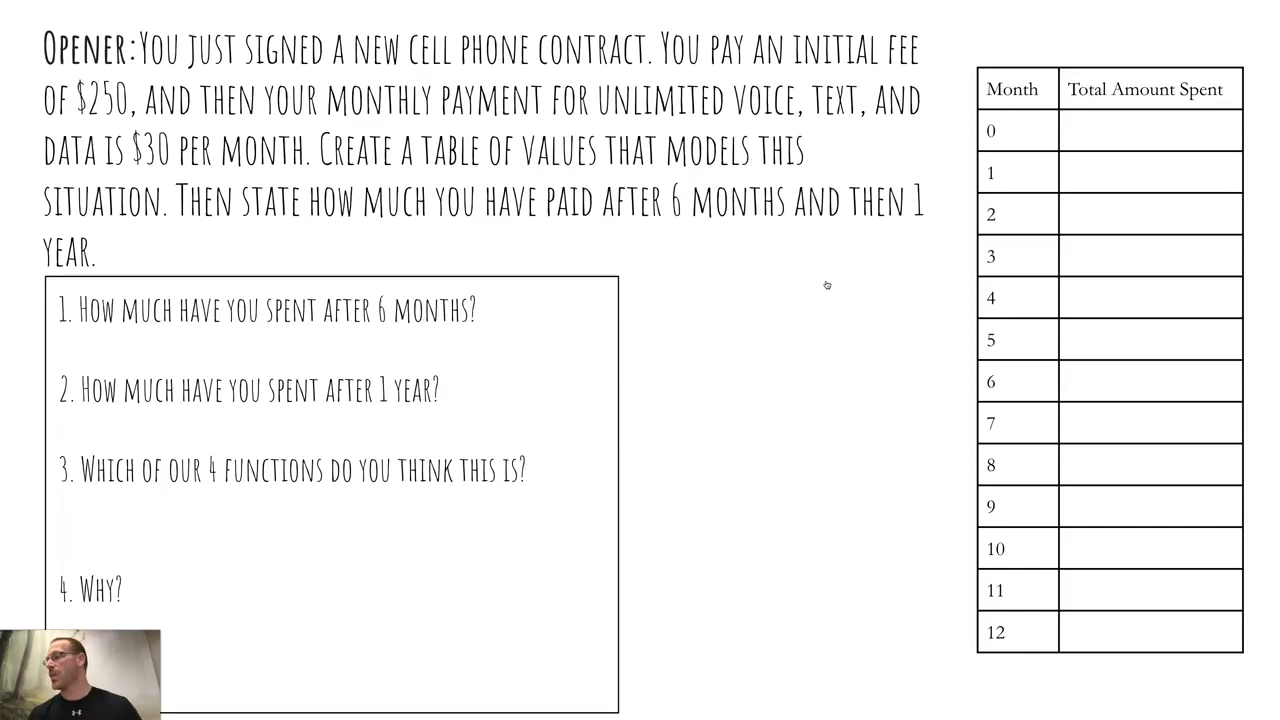 Opener:You just signed a new cell phone contract. You pay an initial fee
of $250, and then your monthly payment for unlimited voice, text, and
data is $30 per month. Create a table of values that models this
situation. Then state how much you have paid after 6 months and then 1
year.
1. How much have you spent after 6 months?
2. How much have you spent after 1 year?
3. Which of our 4 functions do you think this is?
4. Why?
Month Total Amount Spent
0
1
2
3
4
5
6
7
8
9
10
11
12